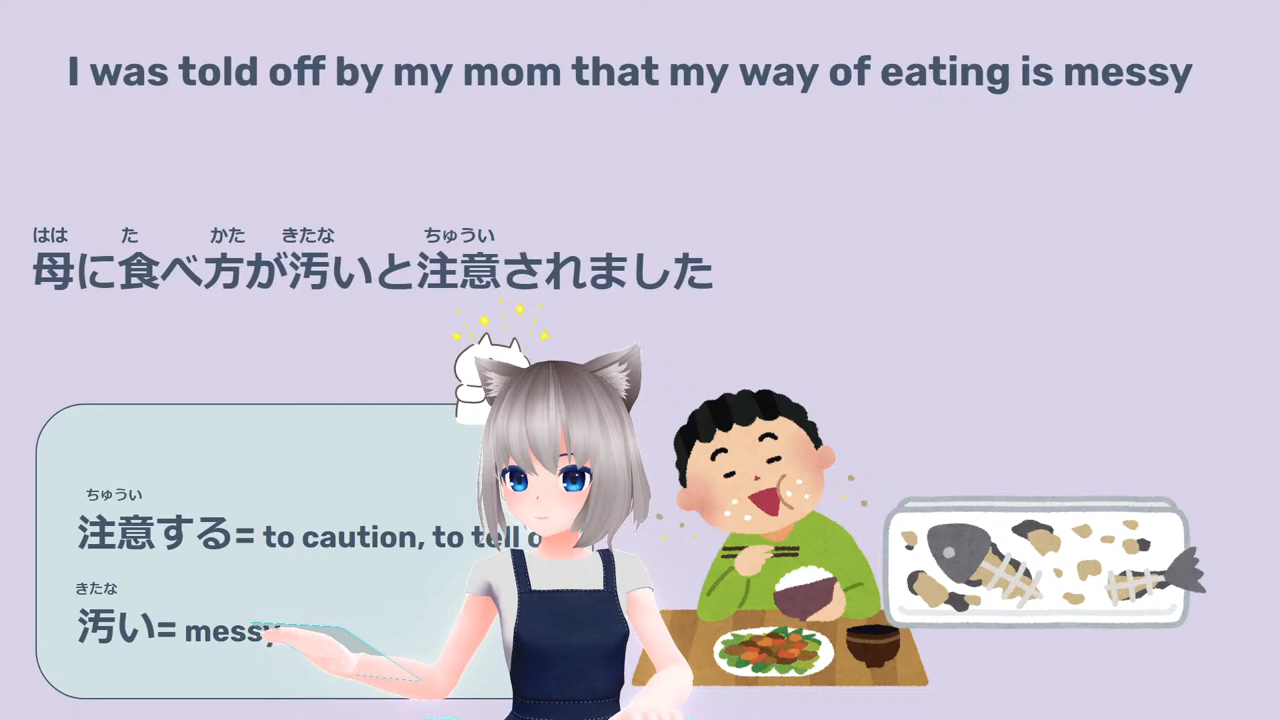 I was told off by my mom that my way of eating is messy
はは た かた きたな ちゅうい
母に食べ方が汚いと注意されました
ちゅうい
注意する= to caution, to tell
きたな
汚い= messy